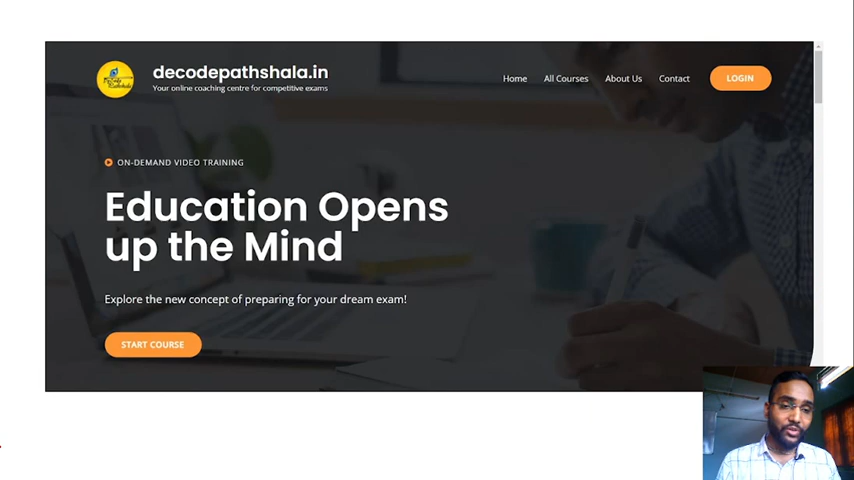 decodepathshala.in
Your online coaching centre for competitive exams
Home
All Courses
About Us
Contact
LOGIN
ON-DEMAND VIDEO TRAINING
Education Opens
up the Mind
Explore the new concept of preparing for your dream exam!
START COURSE